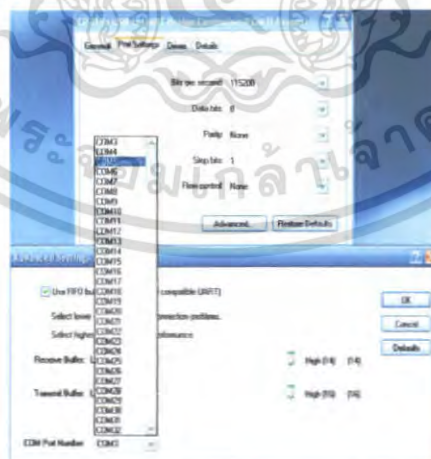 General Port Settings Driver Details
Bits per second: 115200
Data bits: 8
Parity: None
Stop bits: 1
Flow control: None
Advanced... Restore Defaults
Advanced Settings
COM3
COM4
COM5
COM6
COM7
COM8
COM9
COM10
COM11
COM12
COM13
COM14
COM15
COM16
COM17
COM18
COM19
COM20
COM21
COM22
COM23
COM24
COM25
COM26
COM27
COM28
COM29
COM30
COM31
COM32
Use FIFO compatible UART)
OK
Select lower
Cancel
Select higher
Defaults
Receive Buffer: High (14) (14)
Transmit Buffer: High (16) (16)
COM Port Number: COM3